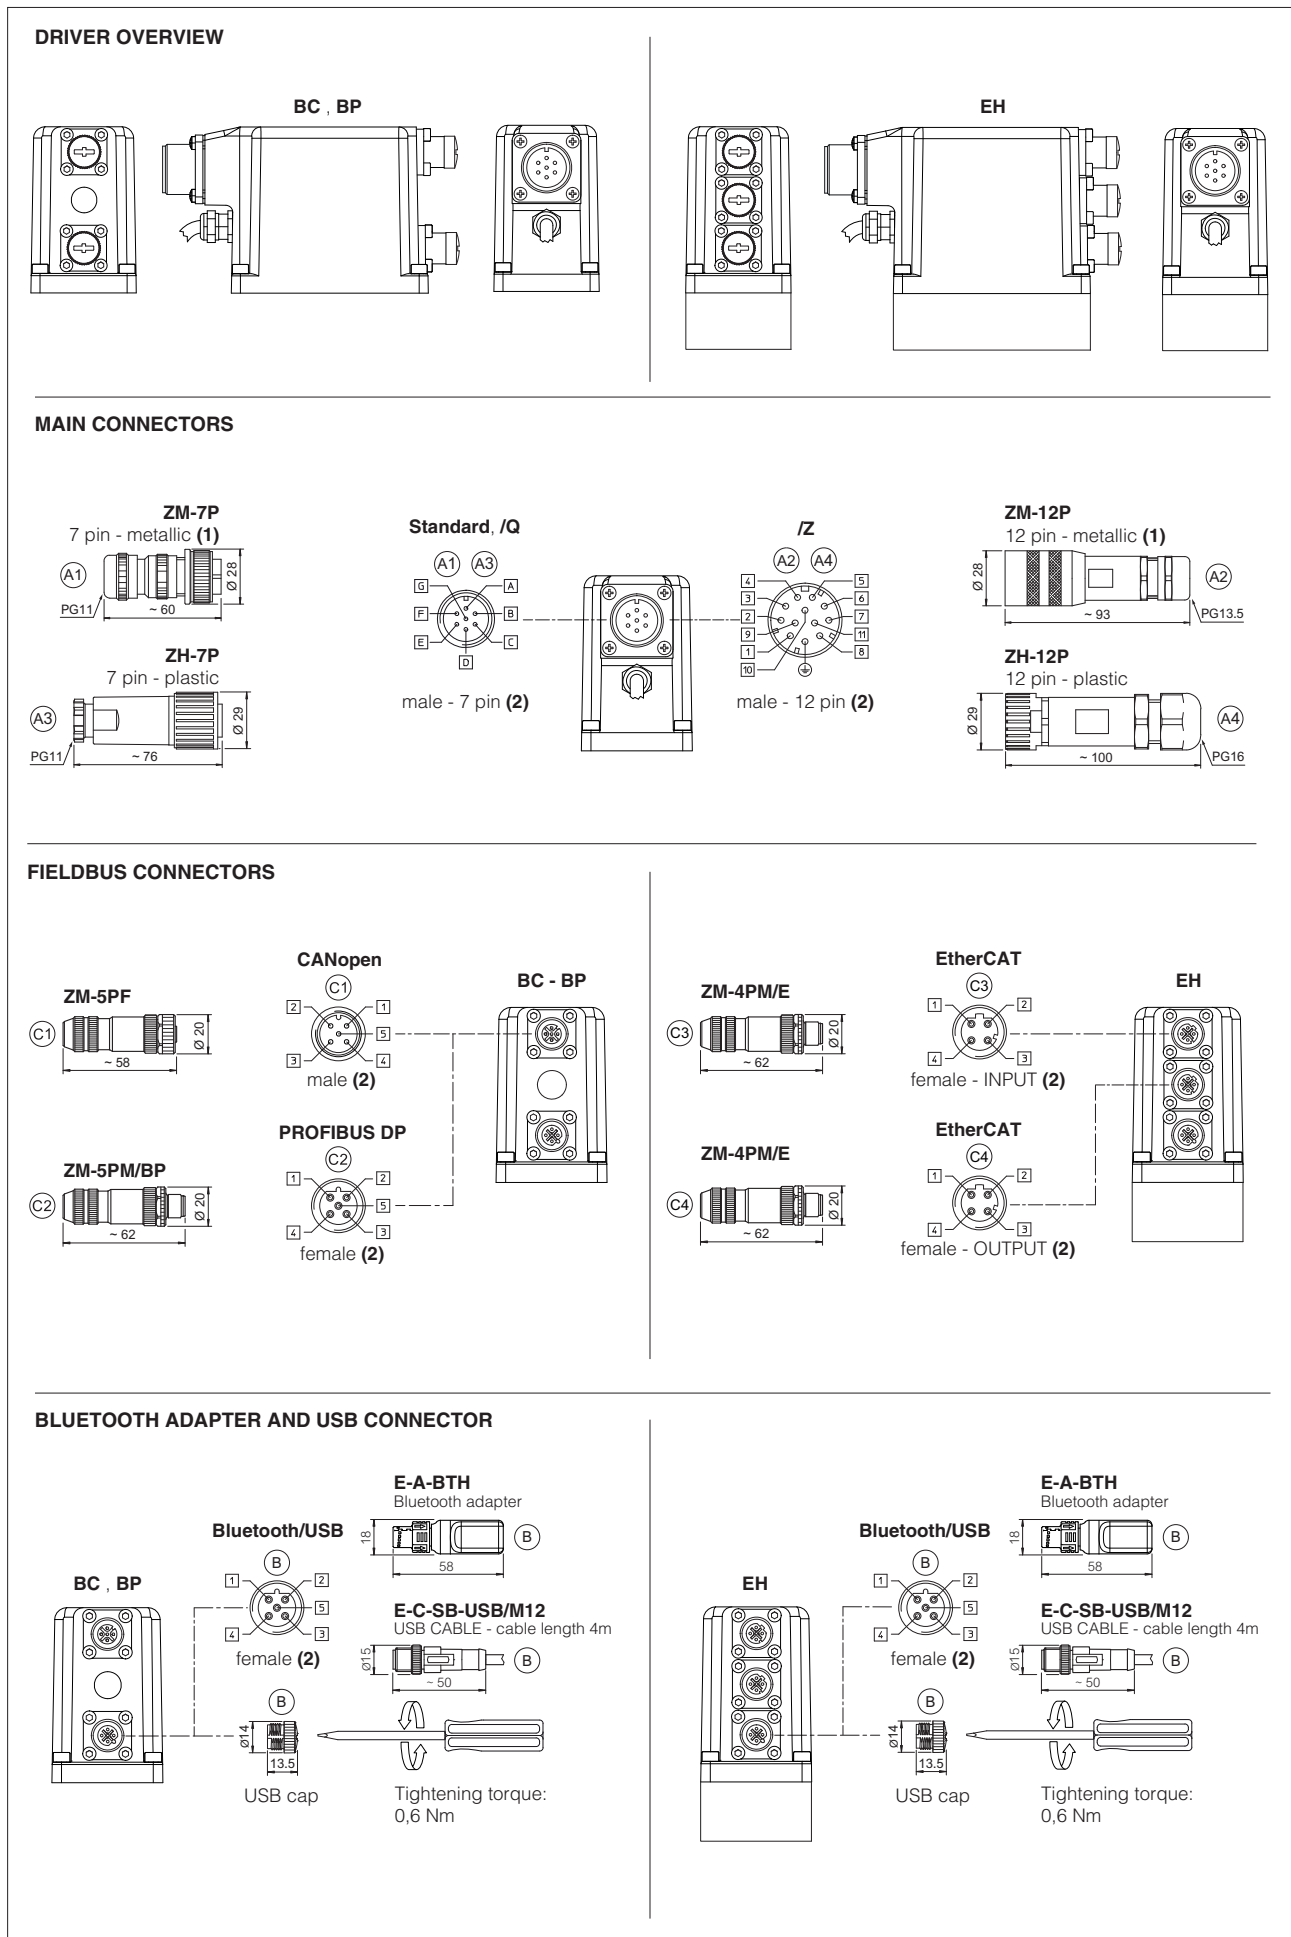 DRIVER OVERVIEW
BC , BP
EH
MAIN CONNECTORS
ZM-7P
7 pin - metallic (1)
A1
Ø 28
PG11
~ 60
ZH-7P
7 pin - plastic
A3
Ø 29
PG11
~ 76
Standard, /Q
A1 A3
G A
F B
E C
D
male - 7 pin (2)
/Z
A2 A4
4 5
3 6
2 7
9 11
1 8
10
male - 12 pin (2)
ZM-12P
12 pin - metallic (1)
Ø 28
A2
~ 93
PG13.5
ZH-12P
12 pin - plastic
Ø 29
A4
~ 100
PG16
FIELDBUS CONNECTORS
ZM-5PF
C1
Ø 20
~ 58
ZM-5PM/BP
C2
Ø 20
~ 62
CANopen
C1
2 1
5
3 4
male (2)
PROFIBUS DP
C2
1 2
5
4 3
female (2)
BC - BP
ZM-4PM/E
C3
Ø 20
~ 62
ZM-4PM/E
C4
Ø 20
~ 62
EtherCAT
C3
1 2
4 3
female - INPUT (2)
EtherCAT
C4
1 2
4 3
female - OUTPUT (2)
EH
BLUETOOTH ADAPTER AND USB CONNECTOR
BC , BP
Bluetooth/USB
B
1 2
5
4 3
female (2)
B
Ø14
13.5
USB cap
E-A-BTH
Bluetooth adapter
18
B
58
E-C-SB-USB/M12
USB CABLE - cable length 4m
Ø15
B
~ 50
Tightening torque:
0,6 Nm
EH
Bluetooth/USB
B
1 2
5
4 3
female (2)
B
Ø14
13.5
USB cap
E-A-BTH
Bluetooth adapter
18
B
58
E-C-SB-USB/M12
USB CABLE - cable length 4m
Ø15
B
~ 50
Tightening torque:
0,6 Nm